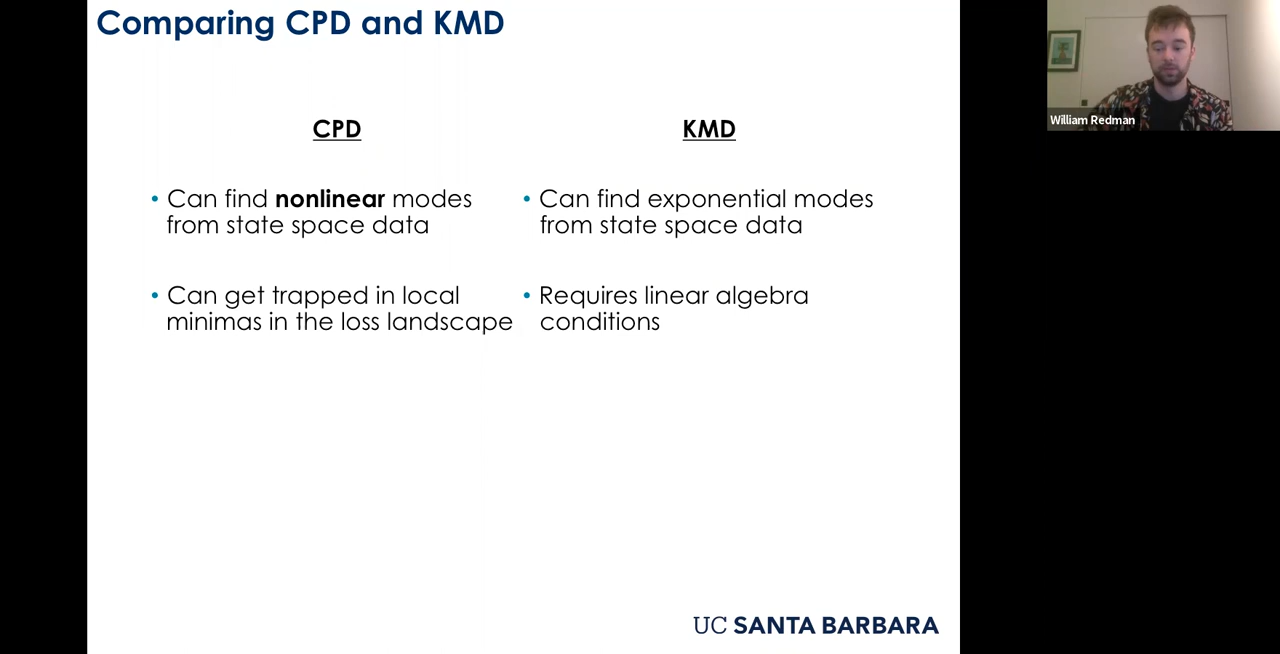 Comparing CPD and KMD
William Redman
CPD
• Can find nonlinear modes
from state space data
• Can get trapped in local
minimas in the loss landscape
KMD
• Can find exponential modes
from state space data
• Requires linear algebra
conditions
UC SANTA BARBARA